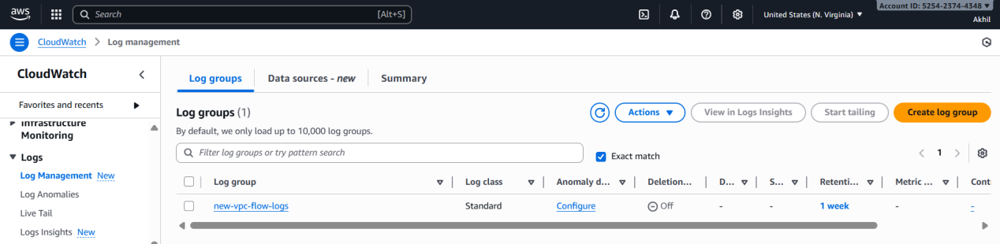 aws
Search
[Alt+S]
United States (N. Virginia)
Account ID: 5254-2374-4348
Akhil
CloudWatch
Log management
CloudWatch
Favorites and recents
Infrastructure
Monitoring
Logs
Log Management New
Log Anomalies
Live Tail
Logs Insights New
Log groups
Data sources - new
Summary
Log groups (1)
Actions
View in Logs Insights
Start tailing
Create log group
By default, we only load up to 10,000 log groups.
Filter log groups or try pattern search
Exact match
1
Log group
Log class
Anomaly d...
Deletion...
D...
S...
Retenti...
Metric ...
Cont
new-vpc-flow-logs
Standard
Configure
Off
-
-
1 week
-
-